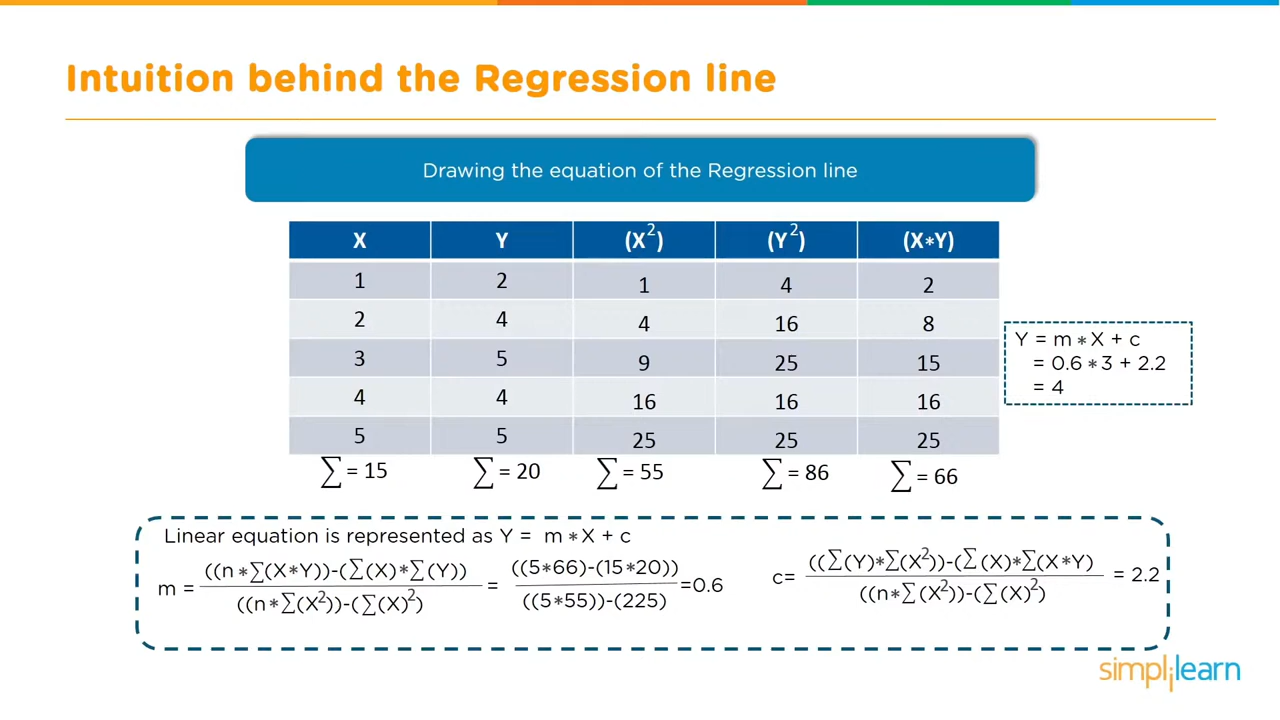 Intuition behind the Regression line
Drawing the equation of the Regression line
X Y (X²) (Y²) (X*Y)
1 2 1 4 2
2 4 4 16 8
3 5 9 25 15
4 4 16 16 16
5 5 25 25 25
∑ = 15 ∑ = 20 ∑ = 55 ∑ = 86 ∑ = 66
Y = m * X + c
= 0.6 * 3 + 2.2
= 4
Linear equation is represented as Y = m * X + c
m = ((n*∑(X*Y))-(∑(X)*∑(Y)) / ((n*∑(X²))-(∑(X)²) = ((5*66)-(15*20)) / ((5*55))-(225) =0.6
c= ((∑(Y)*∑(X²))-(∑(X)*∑(X*Y) / ((n*∑(X²))-(∑(X)²) = 2.2
simplilearn